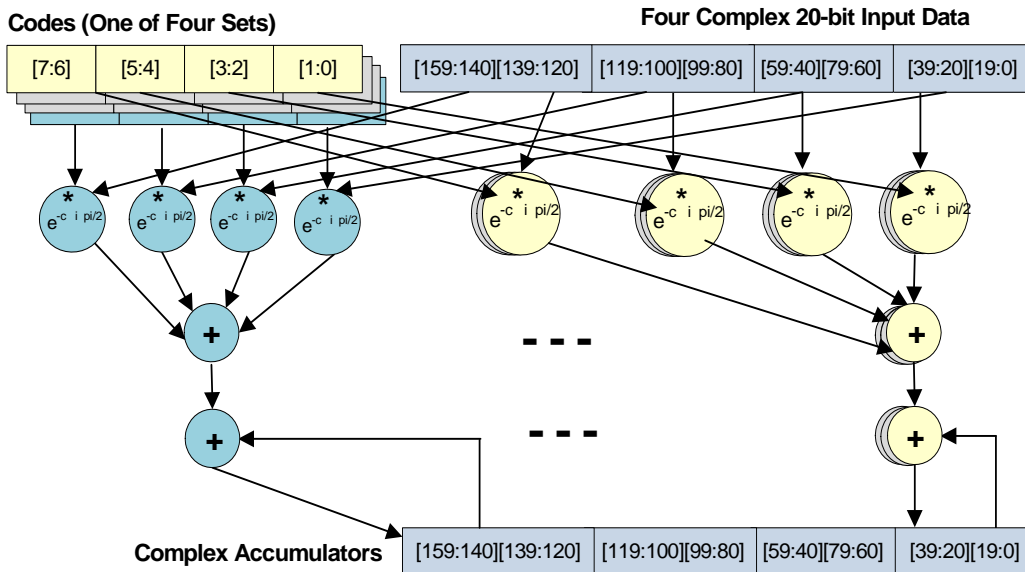 Codes (One of Four Sets)
Four Complex 20-bit Input Data
[7:6] [5:4] [3:2] [1:0]
[159:140][139:120] [119:100][99:80] [59:40][79:60] [39:20][19:0]
* * * * * * * *
e-c i pi/2 e-c i pi/2 e-c i pi/2 e-c i pi/2 e-c i pi/2 e-c i pi/2 e-c i pi/2 e-c i pi/2
+ - - - +
+ - - - +
Complex Accumulators [159:140][139:120] [119:100][99:80] [59:40][79:60] [39:20][19:0]